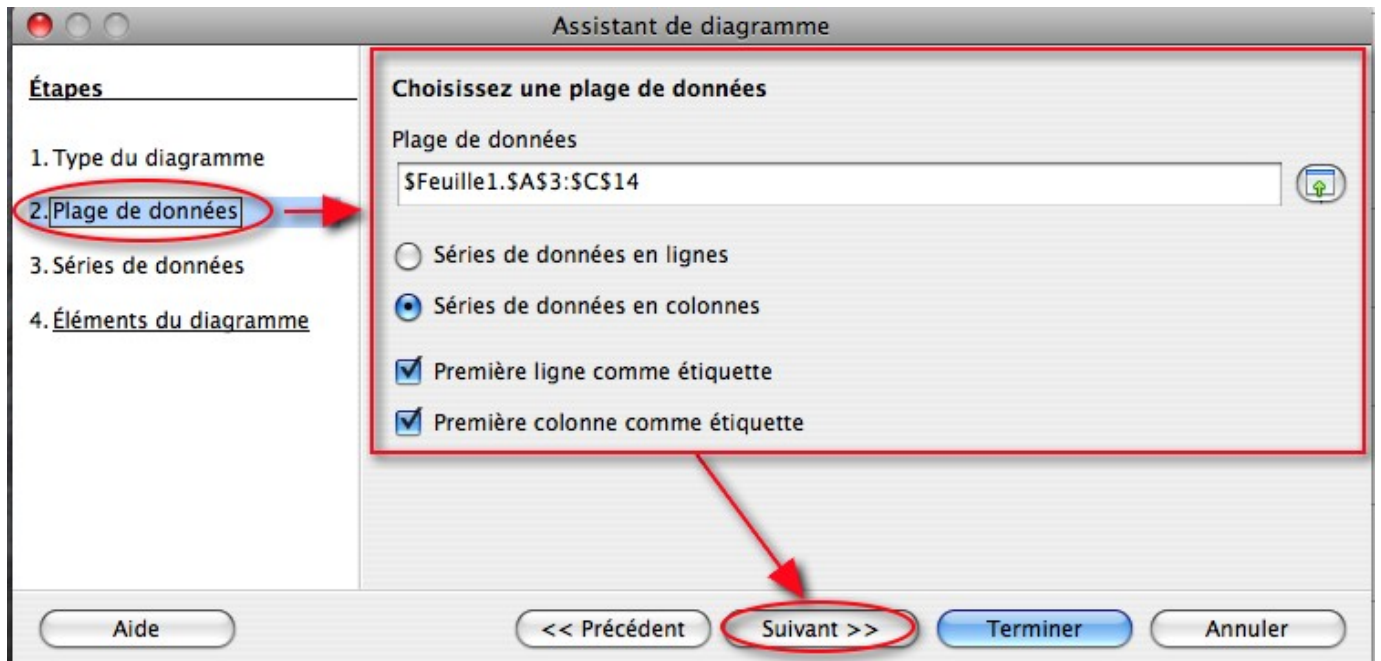 Assistant de diagramme
Étapes
1. Type du diagramme
2. Plage de données
3. Séries de données
4. Éléments du diagramme
Choisissez une plage de données
Plage de données
$Feuille1.$A$3:$C$14
Séries de données en lignes
Séries de données en colonnes
Première ligne comme étiquette
Première colonne comme étiquette
Aide
<< Précédent
Suivant >>
Terminer
Annuler